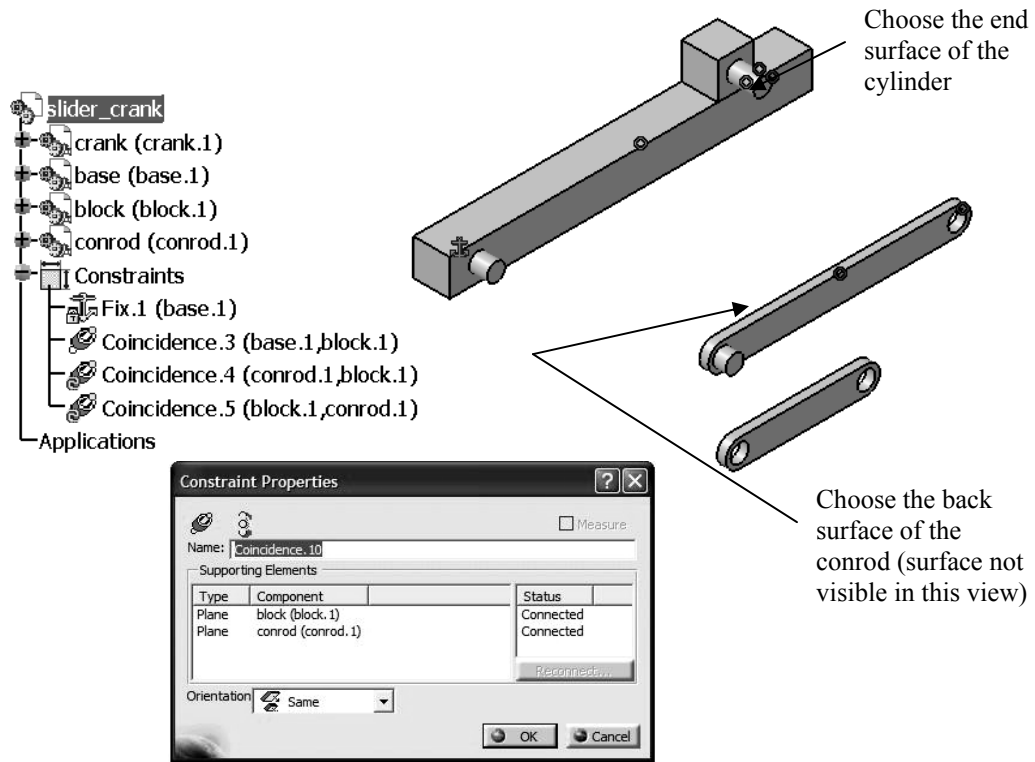 Choose the end
surface of the
cylinder
slider_crank
crank (crank.1)
base (base.1)
block (block.1)
conrod (conrod.1)
Constraints
Fix.1 (base.1)
Coincidence.3 (base.1,block.1)
Coincidence.4 (conrod.1,block.1)
Coincidence.5 (block.1,conrod.1)
Applications
Choose the back
surface of the
conrod (surface not
visible in this view)
Constraint Properties
Measure
Name: Coincidence.10
Supporting Elements
Type Component Status
Plane block (block.1) Connected
Plane conrod (conrod.1) Connected
Reconnect...
Orientation Same
OK Cancel